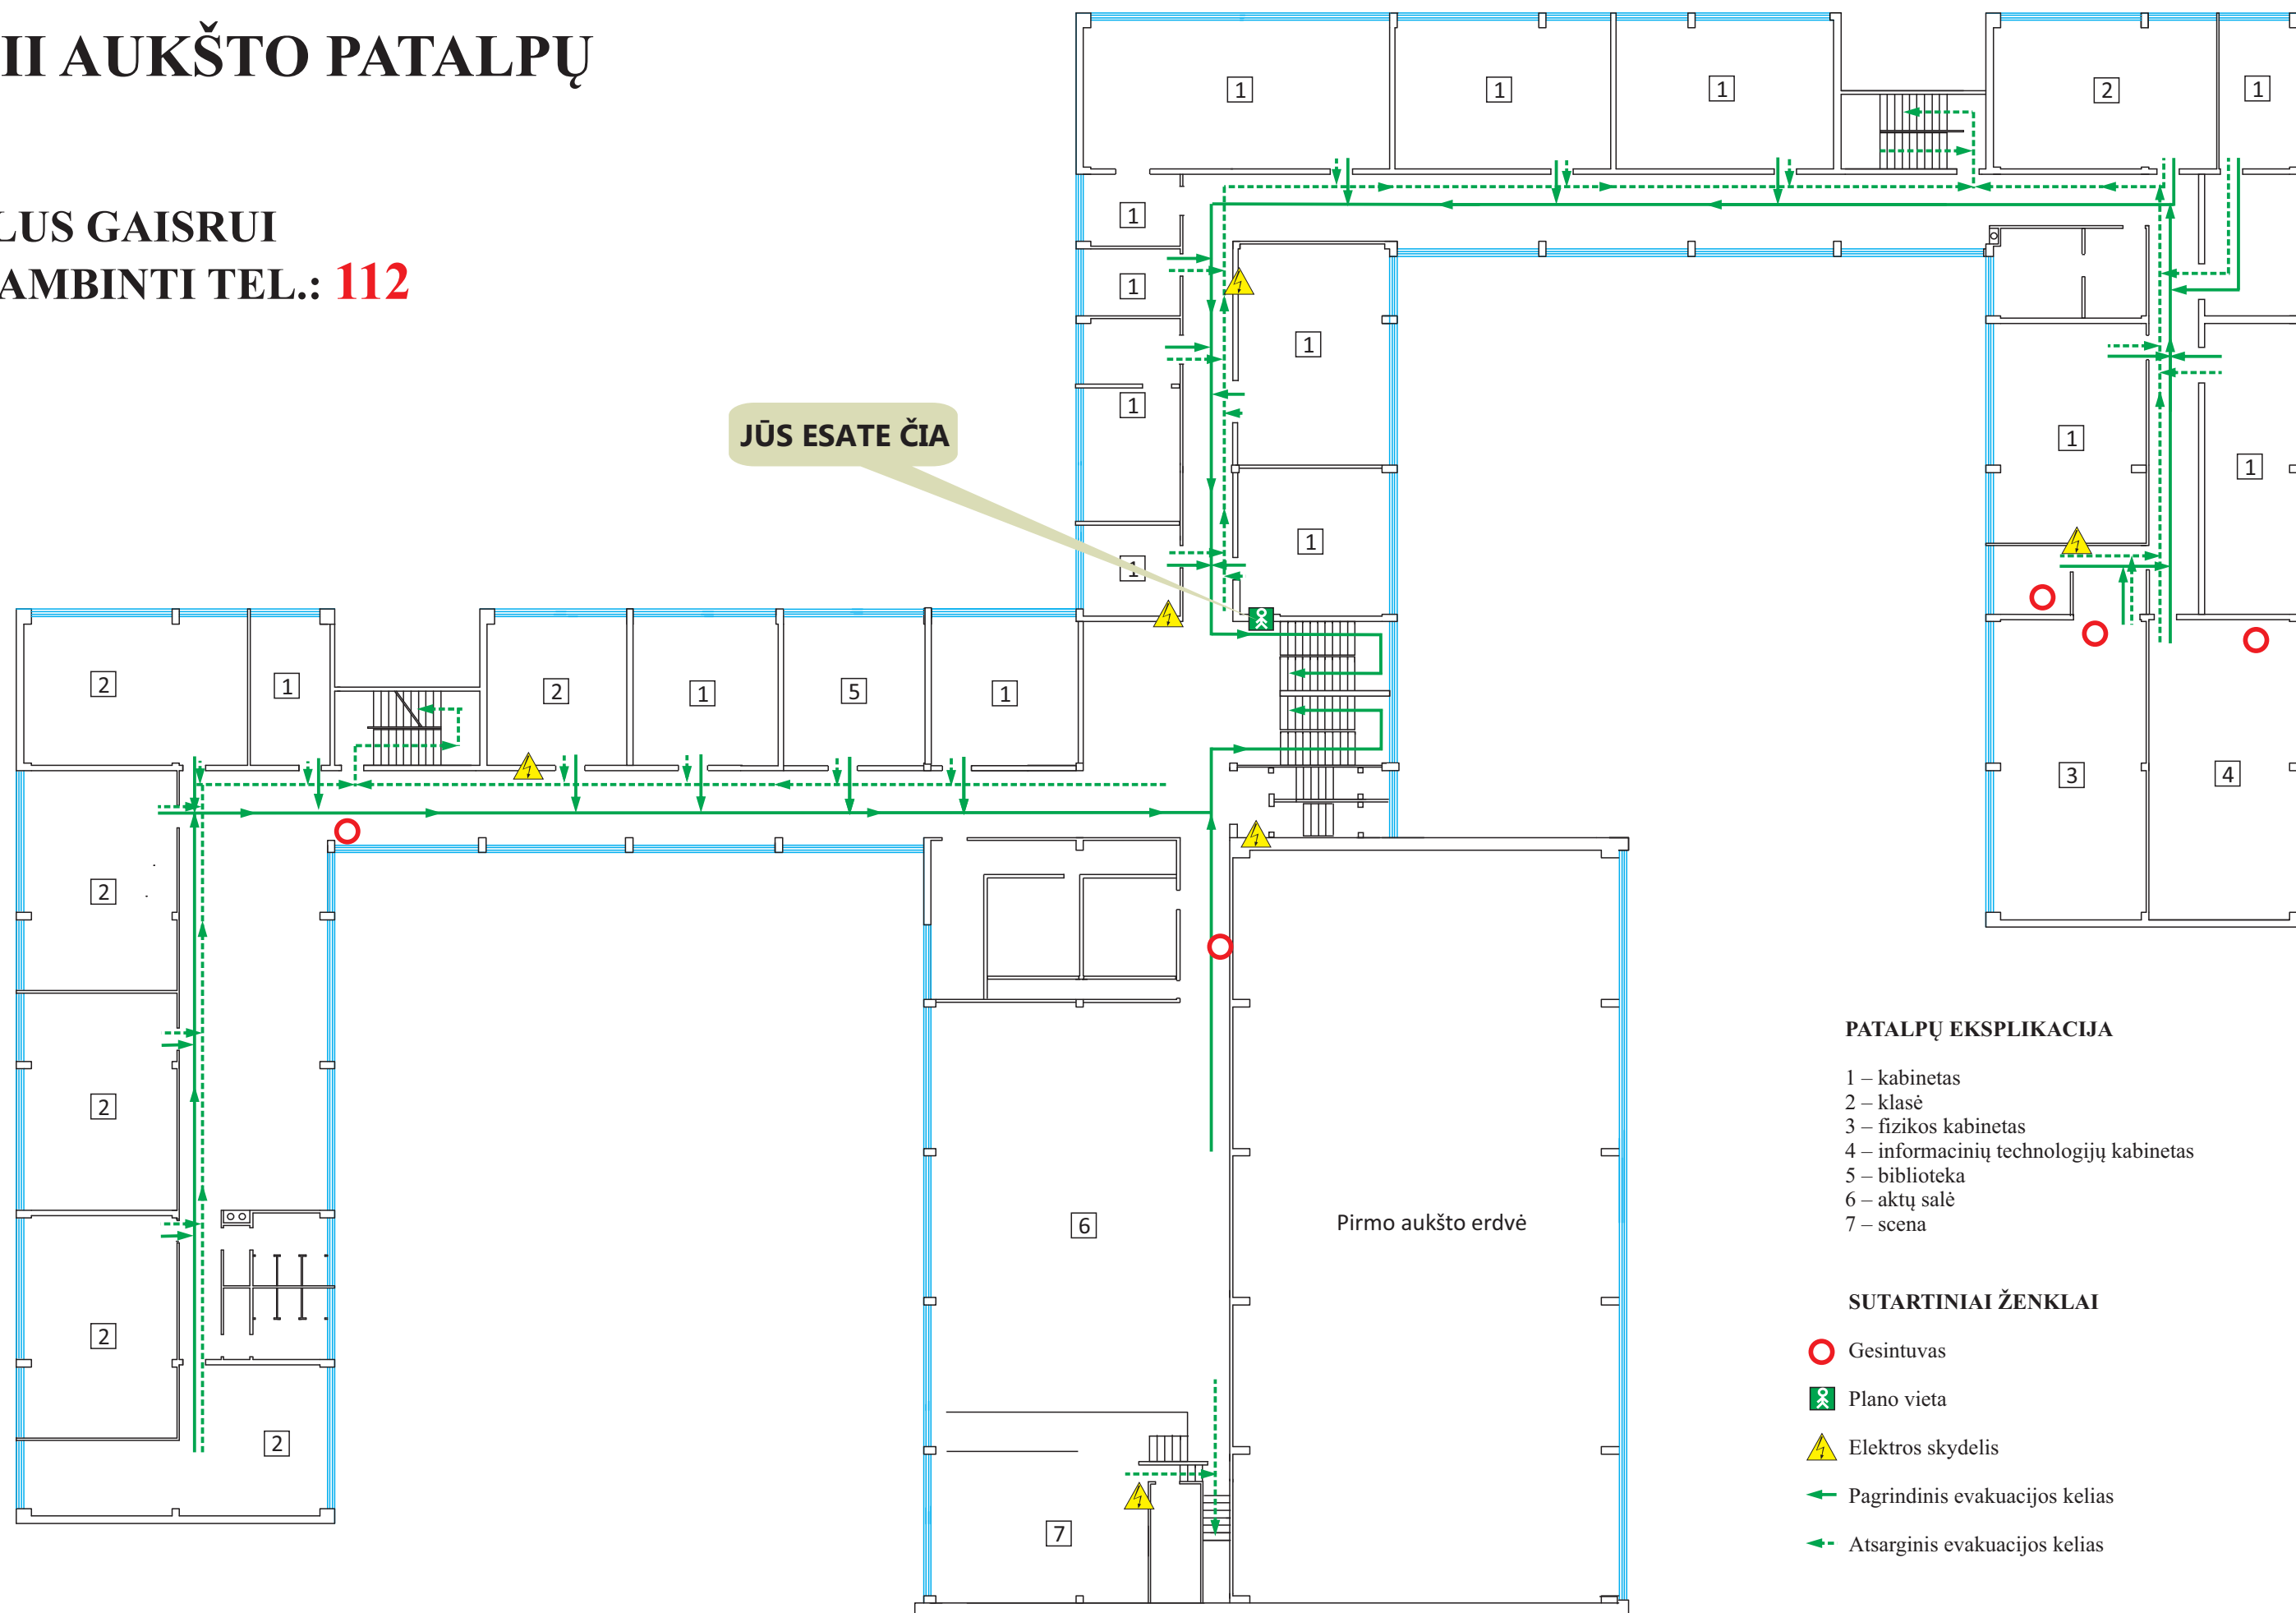 II AUKŠTO PATALPŲ
LUS GAISRUI
AMBINTI TEL.: 112
1
1
1
2
1
1
1
1
1
1
JŪS ESATE ČIA
1
1
1
1
2
1
2
1
5
1
3
4
2
2
2
2
6
Pirmo aukšto erdvė
7
PATALPŲ EKSPLIKACIJA
1 – kabinetas
2 – klasė
3 – fizikos kabinetas
4 – informacinių technologijų kabinetas
5 – biblioteka
6 – aktų salė
7 – scena
SUTARTINIAI ŽENKLAI
Gesintuvas
Plano vieta
Elektros skydelis
Pagrindinis evakuacijos kelias
Atsarginis evakuacijos kelias